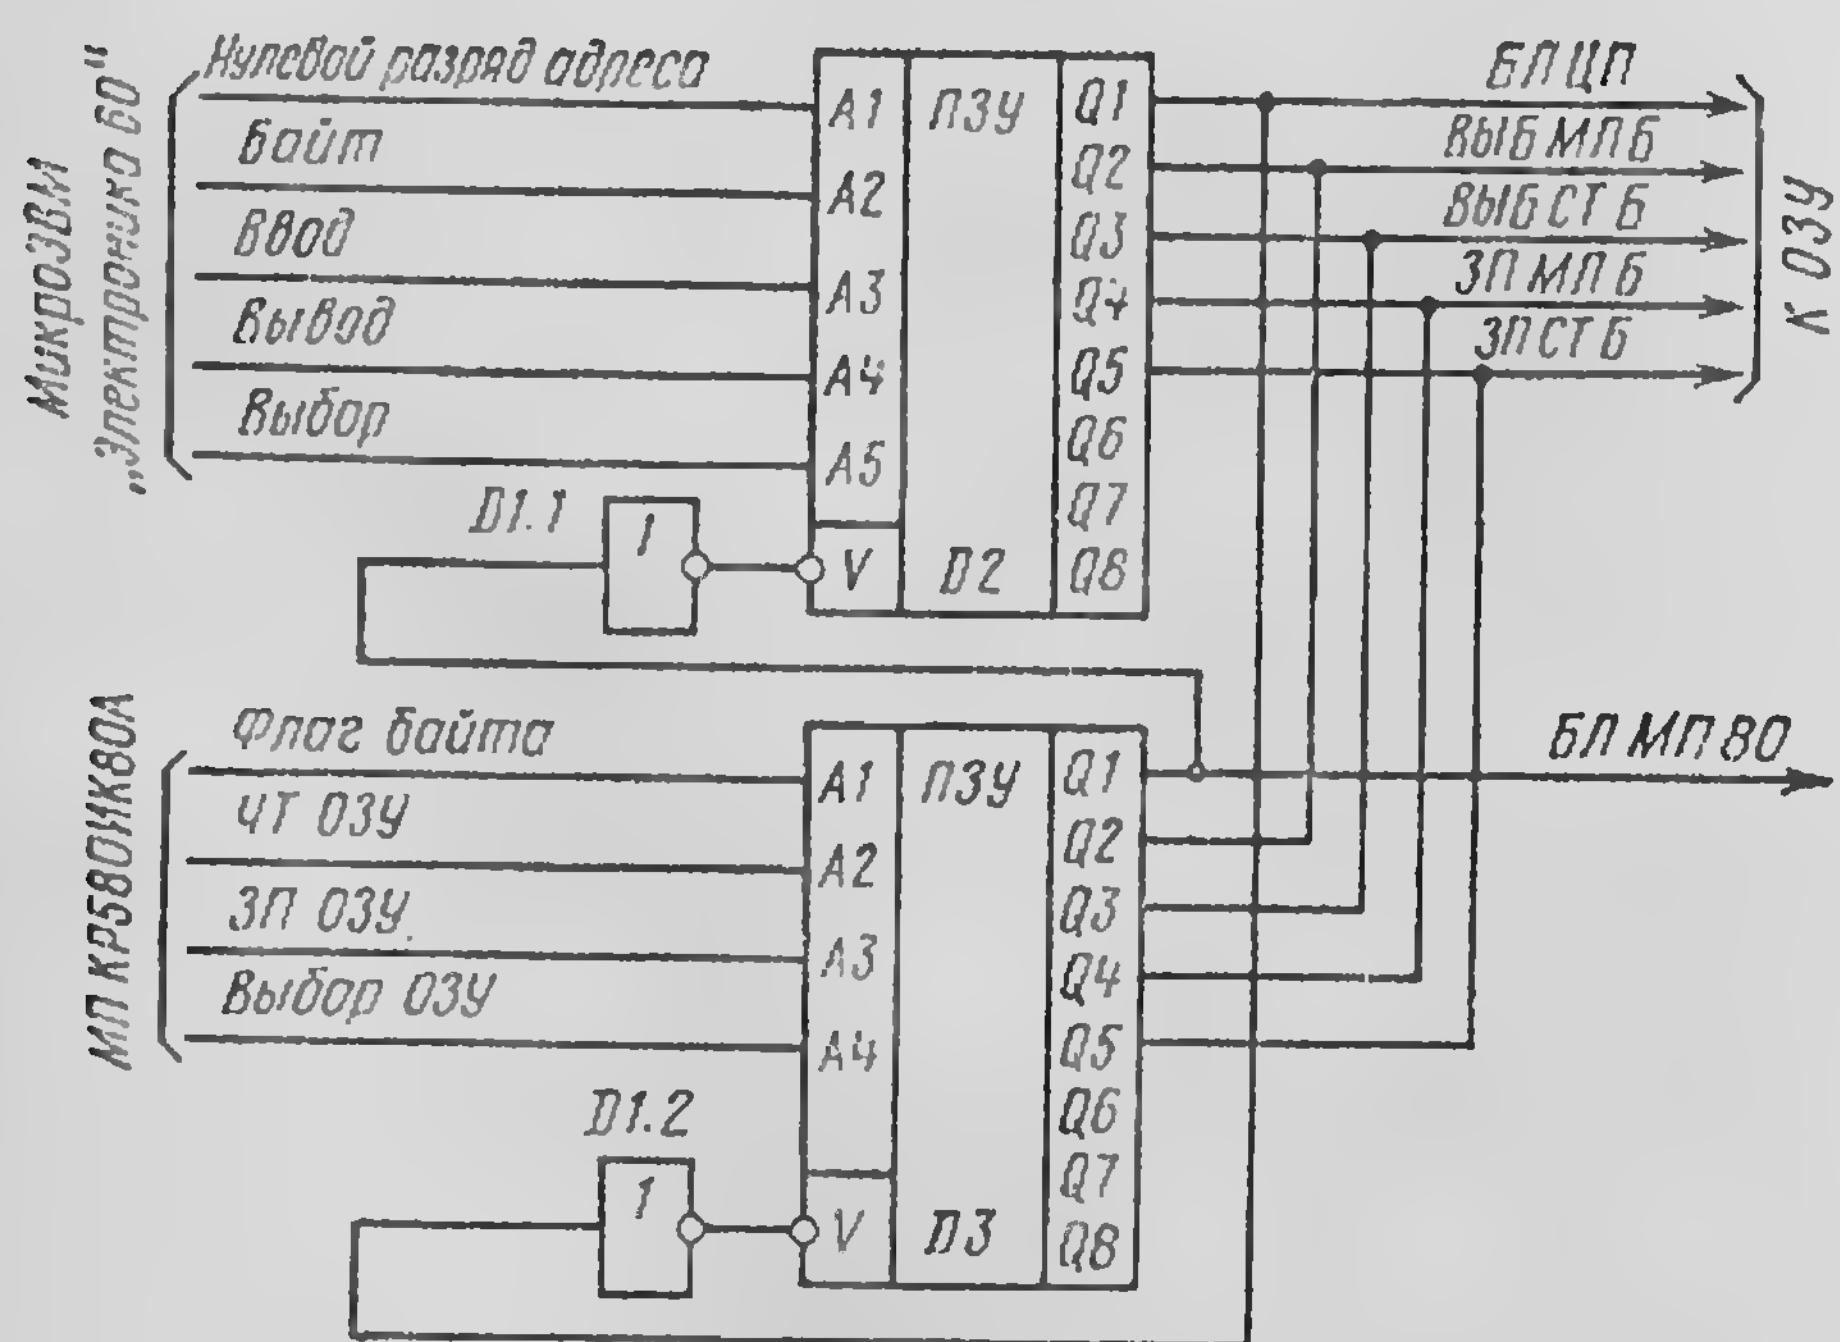 МикроЭВМ
„Электроника 60"
Нулевой разряд адреса
Байт
Ввод
Вывод
Выбор
A1
A2
A3
A4
A5
V
ПЗУ
D2
Q1
Q2
Q3
Q4
Q5
Q6
Q7
Q8
БЛ ЦП
ВЫБ МП Б
ВЫБ СТ Б
ЗП МП Б
ЗП СТ Б
К ОЗУ
D1.1
1
МП КР580ИК80А
Флаг байта
ЧТ ОЗУ
ЗП ОЗУ
Выбор ОЗУ
A1
A2
A3
A4
V
ПЗУ
D3
Q1
Q2
Q3
Q4
Q5
Q6
Q7
Q8
БЛ МП 80
D1.2
1